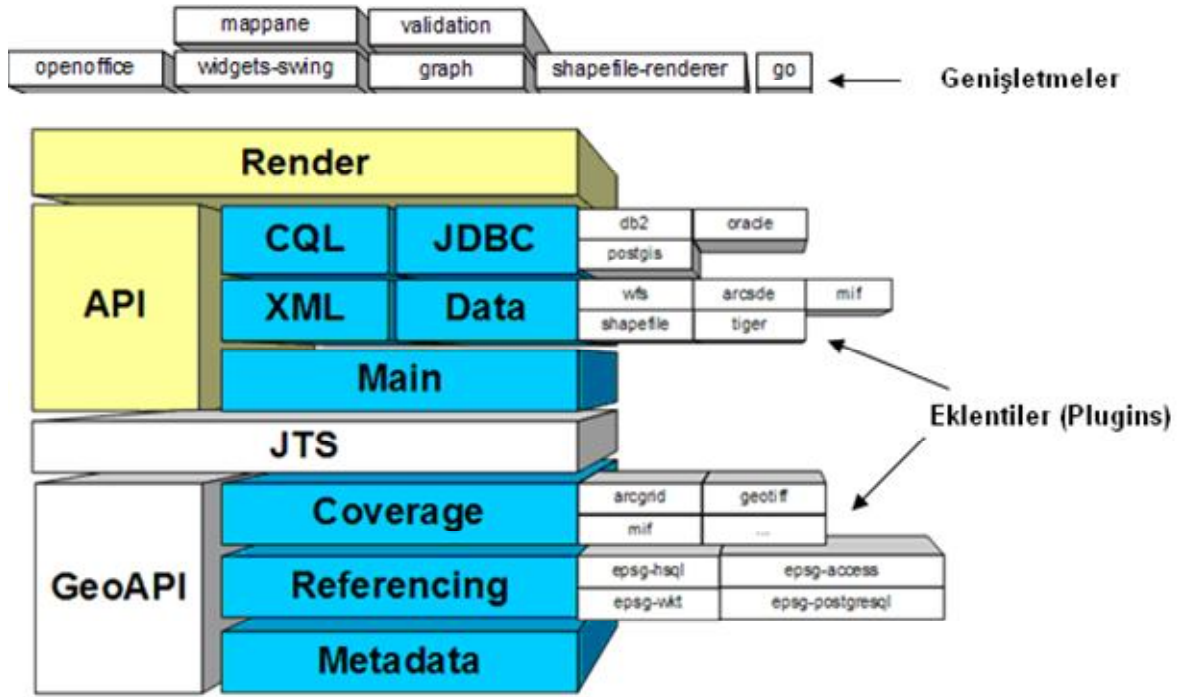 mappane validation
openoffice widgets-swing graph shapefile-renderer go
Genişletmeler
Render
API
CQL JDBC
db2 oracle
postgis
XML Data
wfs arcsde mif
shapefile tiger
Main
Eklentiler (Plugins)
JTS
GeoAPI
Coverage
arcgrid geotiff
mif ...
Referencing
epsg-hsql epsg-access
epsg-wkt epsg-postgresql
Metadata